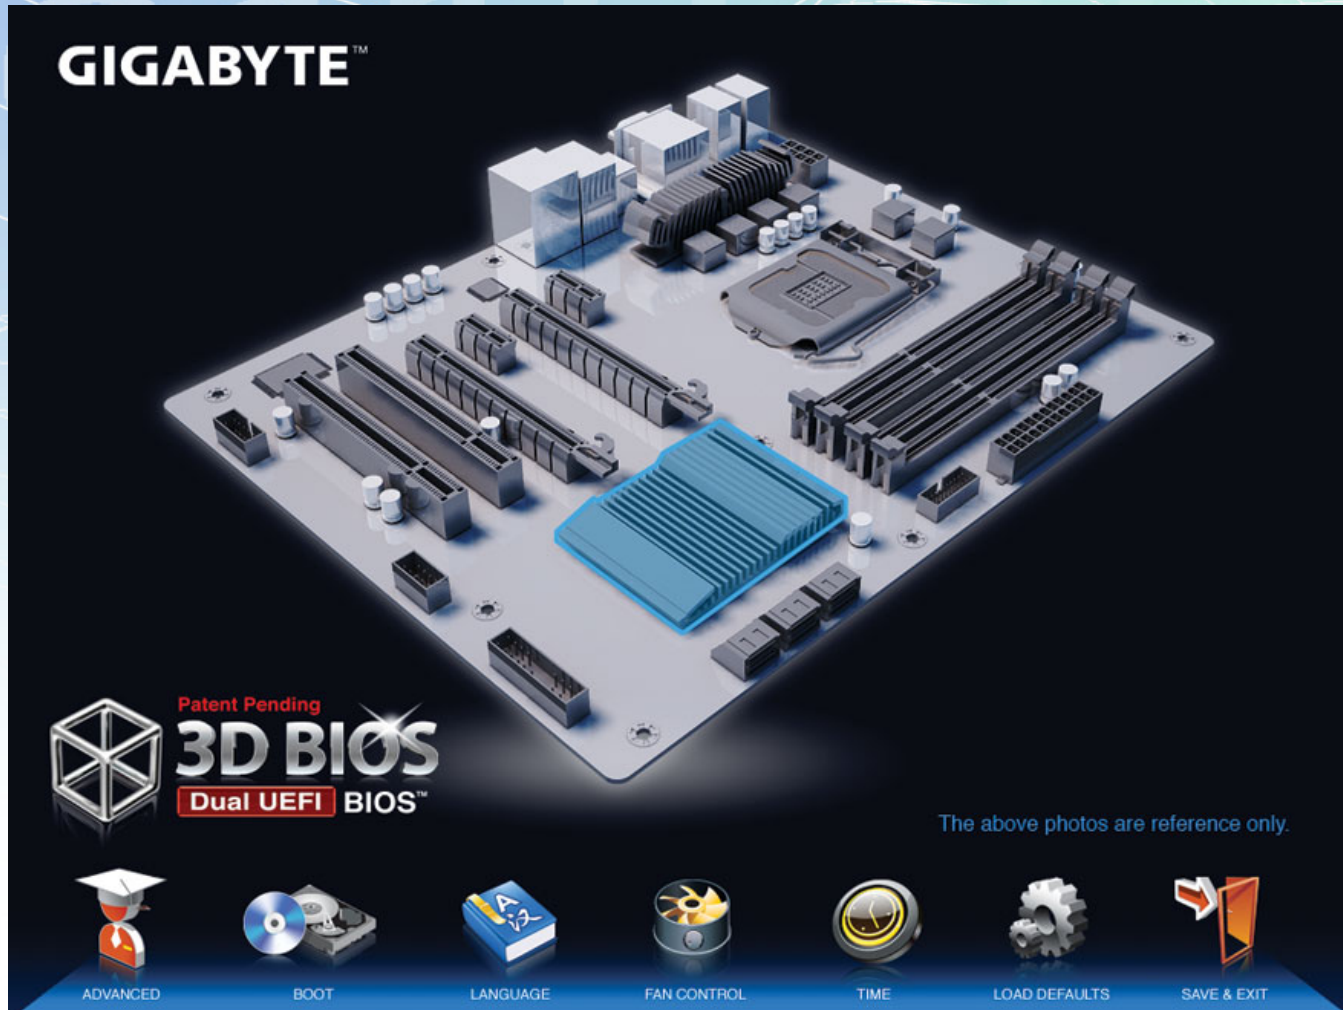 GIGABYTE™
Patent Pending
3D BIOS
Dual UEFI BIOS™
The above photos are reference only.
ADVANCED
BOOT
LANGUAGE
FAN CONTROL
TIME
LOAD DEFAULTS
SAVE & EXIT